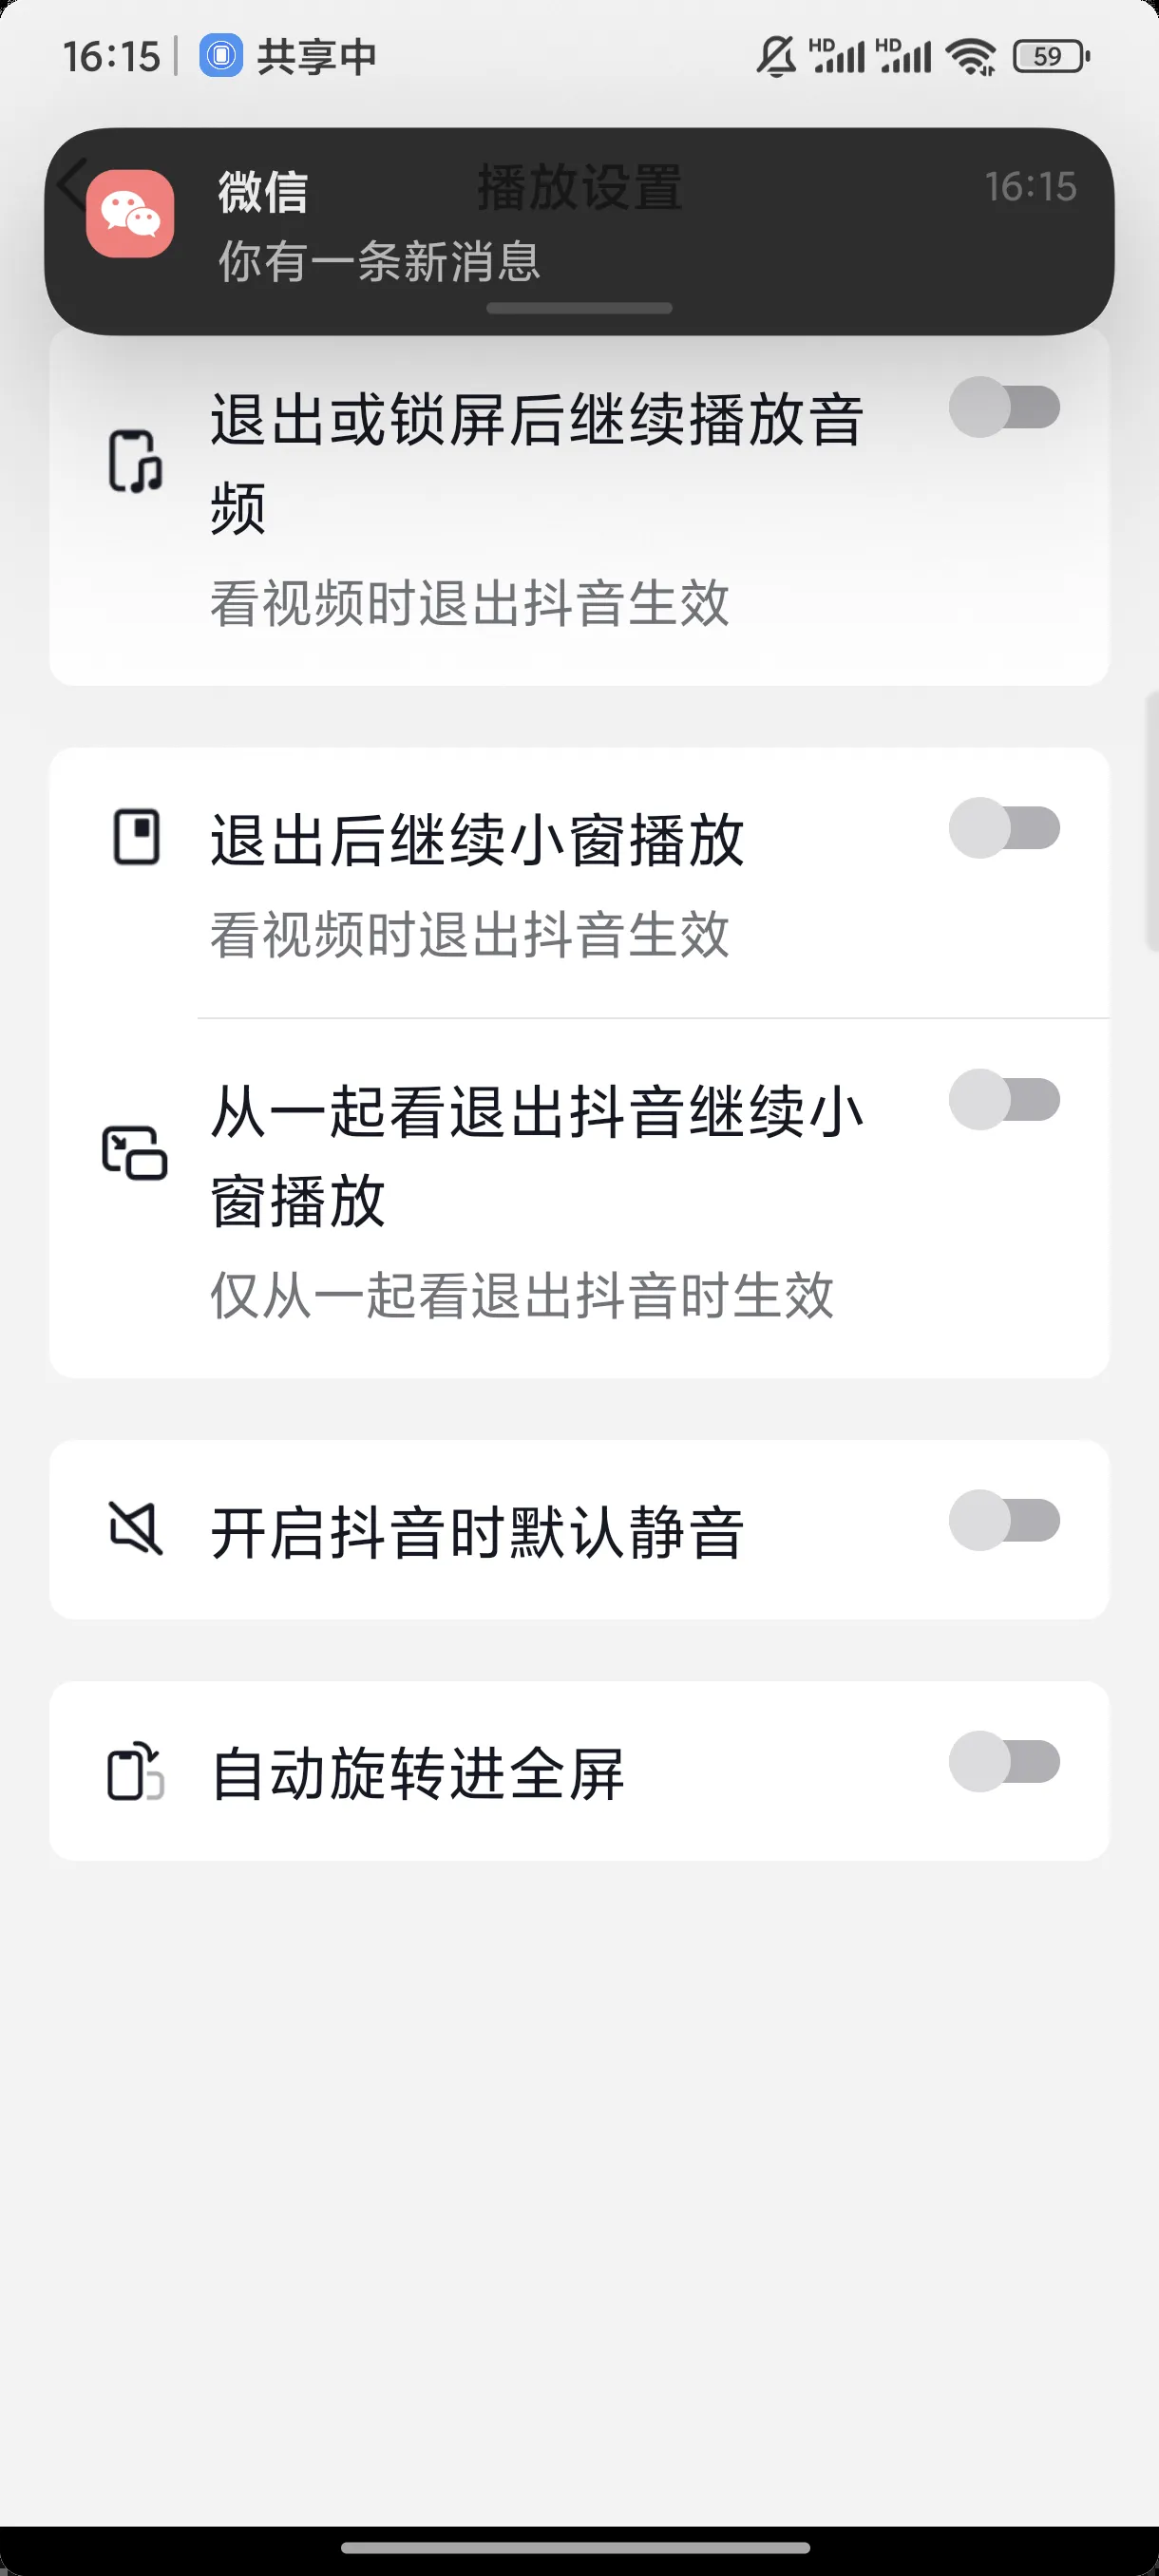 16:15 共享中 HD HD 59
播放设置
微信 16:15
你有一条新消息
退出或锁屏后继续播放音
频
看视频时退出抖音生效
退出后继续小窗播放
看视频时退出抖音生效
从一起看退出抖音继续小
窗播放
仅从一起看退出抖音时生效
开启抖音时默认静音
自动旋转进全屏